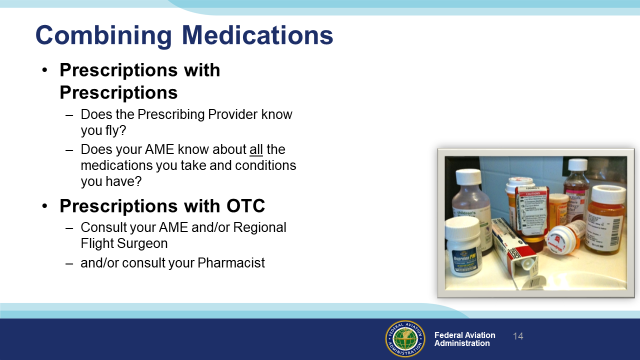 Combining Medications
• Prescriptions with
Prescriptions
– Does the Prescribing Provider know
you fly?
– Does your AME know about all the
medications you take and conditions
you have?
• Prescriptions with OTC
– Consult your AME and/or Regional
Flight Surgeon
– and/or consult your Pharmacist
Federal Aviation
Administration
14